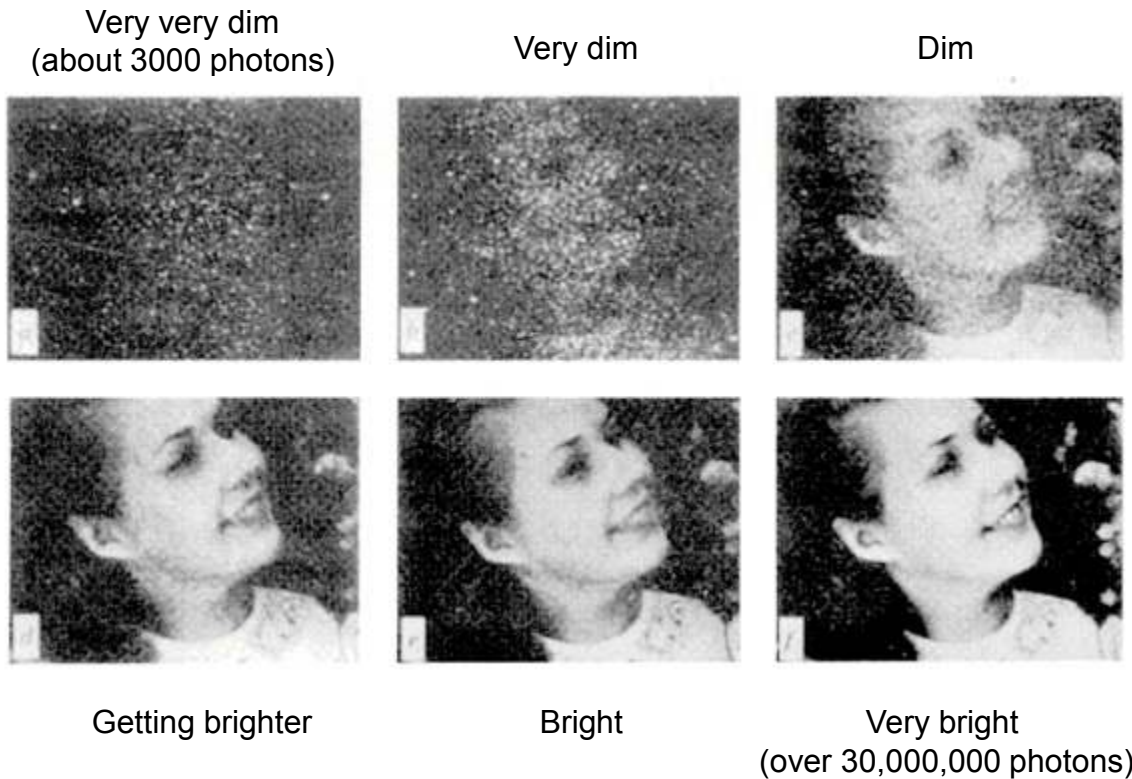 Very very dim
(about 3000 photons)
Very dim
Dim
Getting brighter
Bright
Very bright
(over 30,000,000 photons)